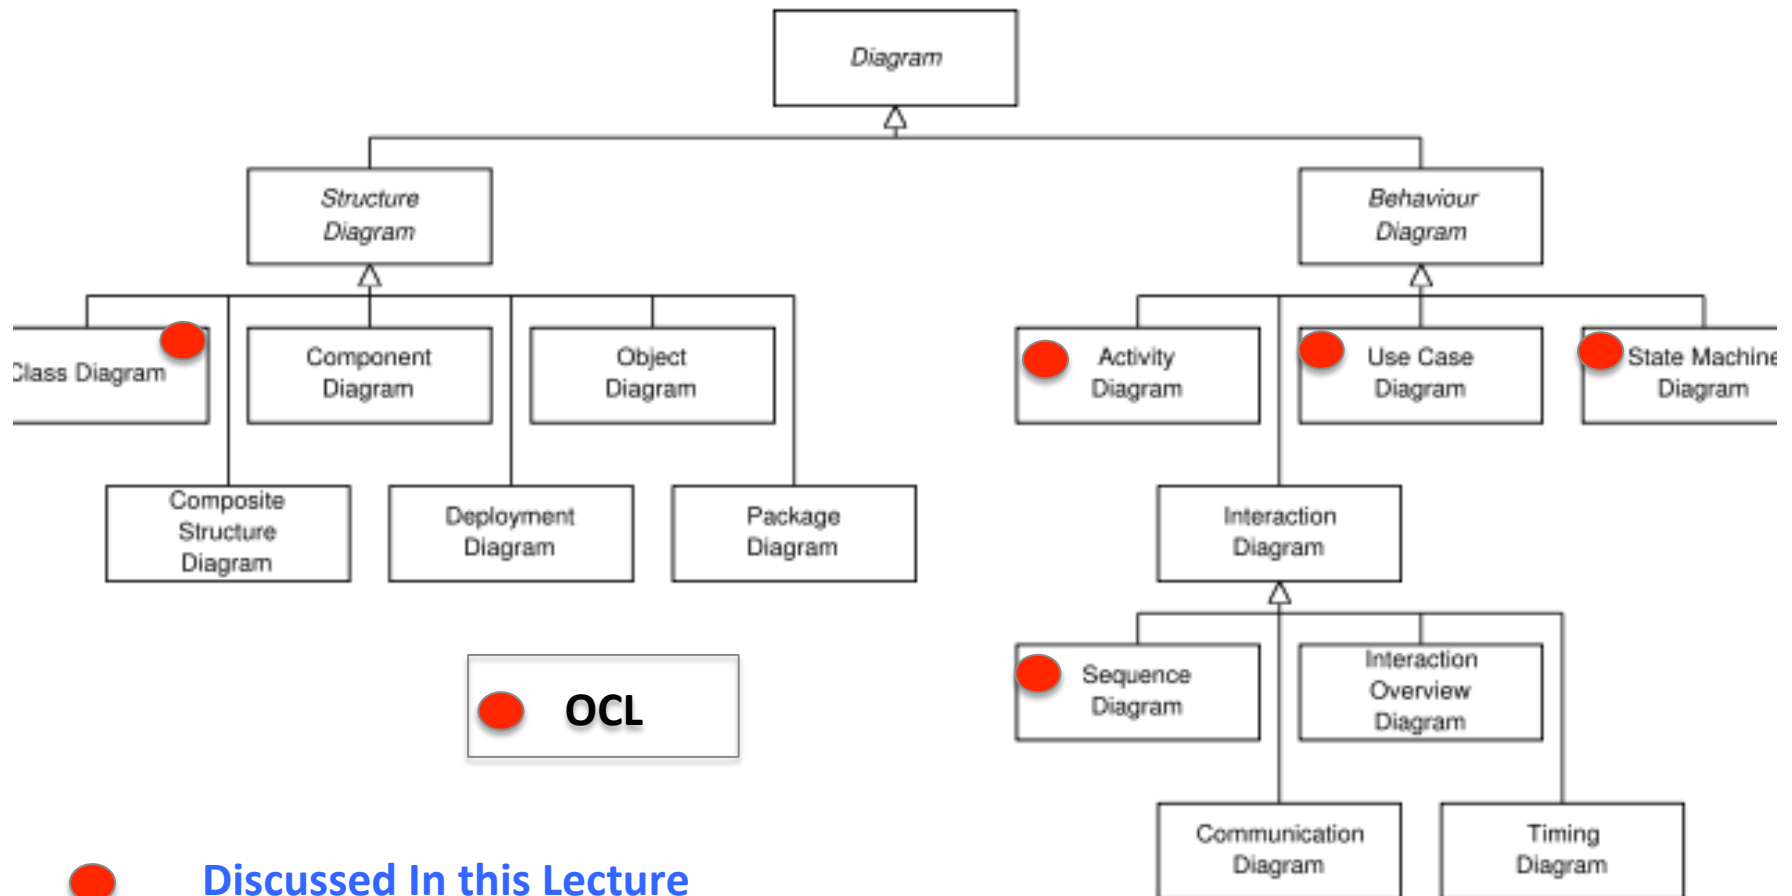 Diagram
Structure
Diagram
Behaviour
Diagram
Class Diagram
Component
Diagram
Object
Diagram
Activity
Diagram
Use Case
Diagram
State Machine
Diagram
Composite
Structure
Diagram
Deployment
Diagram
Package
Diagram
Interaction
Diagram
Sequence
Diagram
Interaction
Overview
Diagram
OCL
Communication
Diagram
Timing
Diagram
Discussed In this Lecture